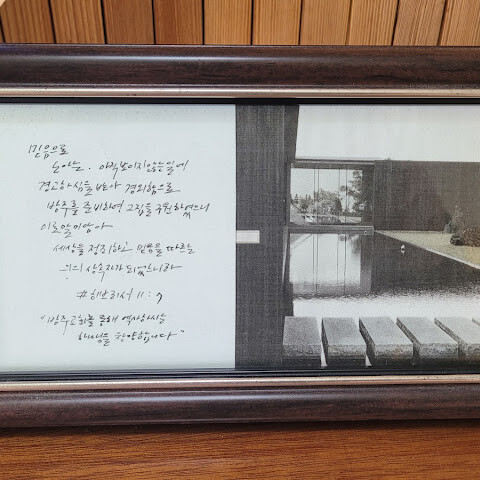 믿음으로
노아는. 아직 보이지 않는 일에
경고하심을 받아 경외함으로
방주를 준비하여 그 집을 구원하였으니
이로 말미암아
세상을 정죄하고 믿음을 따르는
의의 상속자가 되었느니라
#히브리서 11:7
"방주교회를 통해 역사하시는
하나님을 찬양합니다"